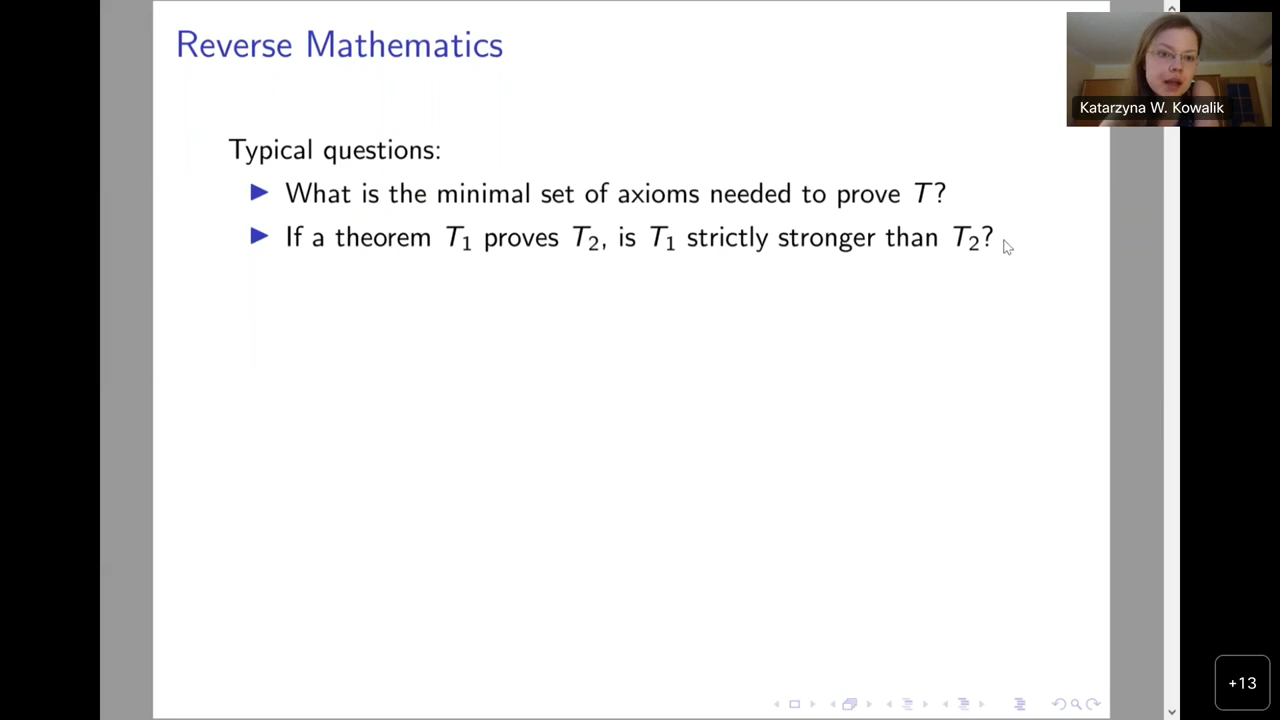 Reverse Mathematics
Katarzyna W. Kowalik
Typical questions:
▶ What is the minimal set of axioms needed to prove T?
▶ If a theorem T₁ proves T₂, is T₁ strictly stronger than T₂?
+13